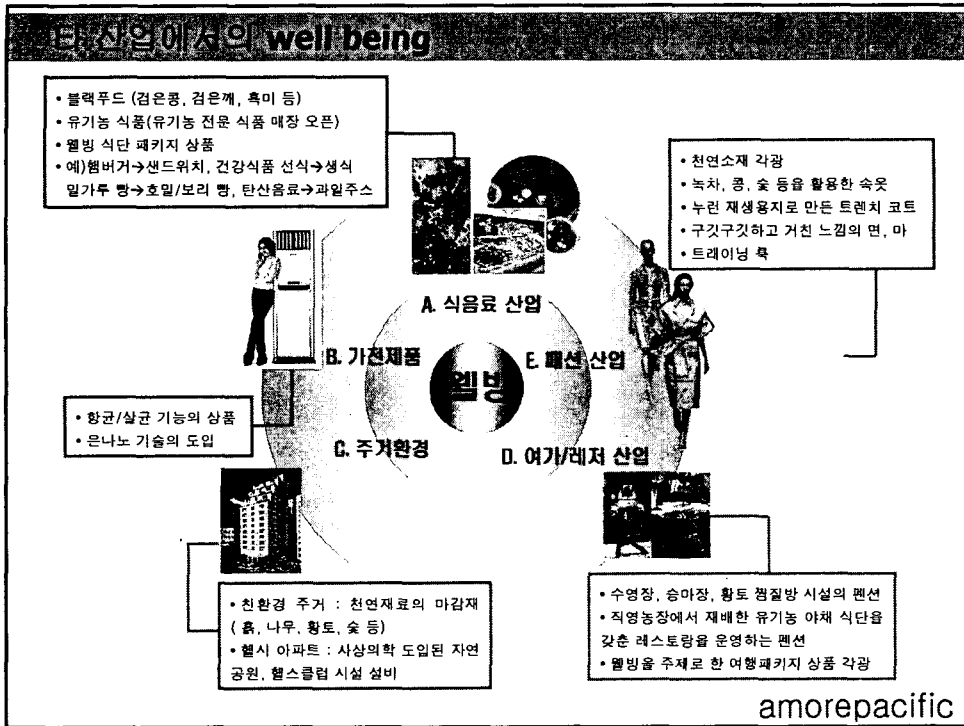 타 산업에서의 well being
• 블랙푸드 (검은콩, 검은깨, 흑미 등)
• 유기농 식품(유기농 전문 식품 매장 오픈)
• 웰빙 식단 패키지 상품
• 예)햄버거→샌드위치, 건강식품 선식→생식
밀가루 빵→호밀/보리 빵, 탄산음료→과일주스
• 천연소재 각광
• 녹차, 콩, 숯 등을 활용한 속옷
• 누런 재생용지로 만든 트렌치 코트
• 구깃구깃하고 거친 느낌의 면, 마
• 트래이닝 룩
A. 식음료 산업
B. 가전제품
E. 패션 산업
웰빙
• 항균/살균 기능의 상품
• 은나노 기술의 도입
C. 주거환경
D. 여가/레저 산업
• 친환경 주거 : 천연재료의 마감재
( 흙, 나무, 황토, 숯 등)
• 헬시 아파트 : 사상의학 도입된 자연
공원, 헬스클럽 시설 설비
• 수영장, 승마장, 황토 찜질방 시설의 펜션
• 직영농장에서 재배한 유기농 야채 식단을
갖춘 레스토랑을 운영하는 펜션
• 웰빙을 주제로 한 여행패키지 상품 각광
amorepacific